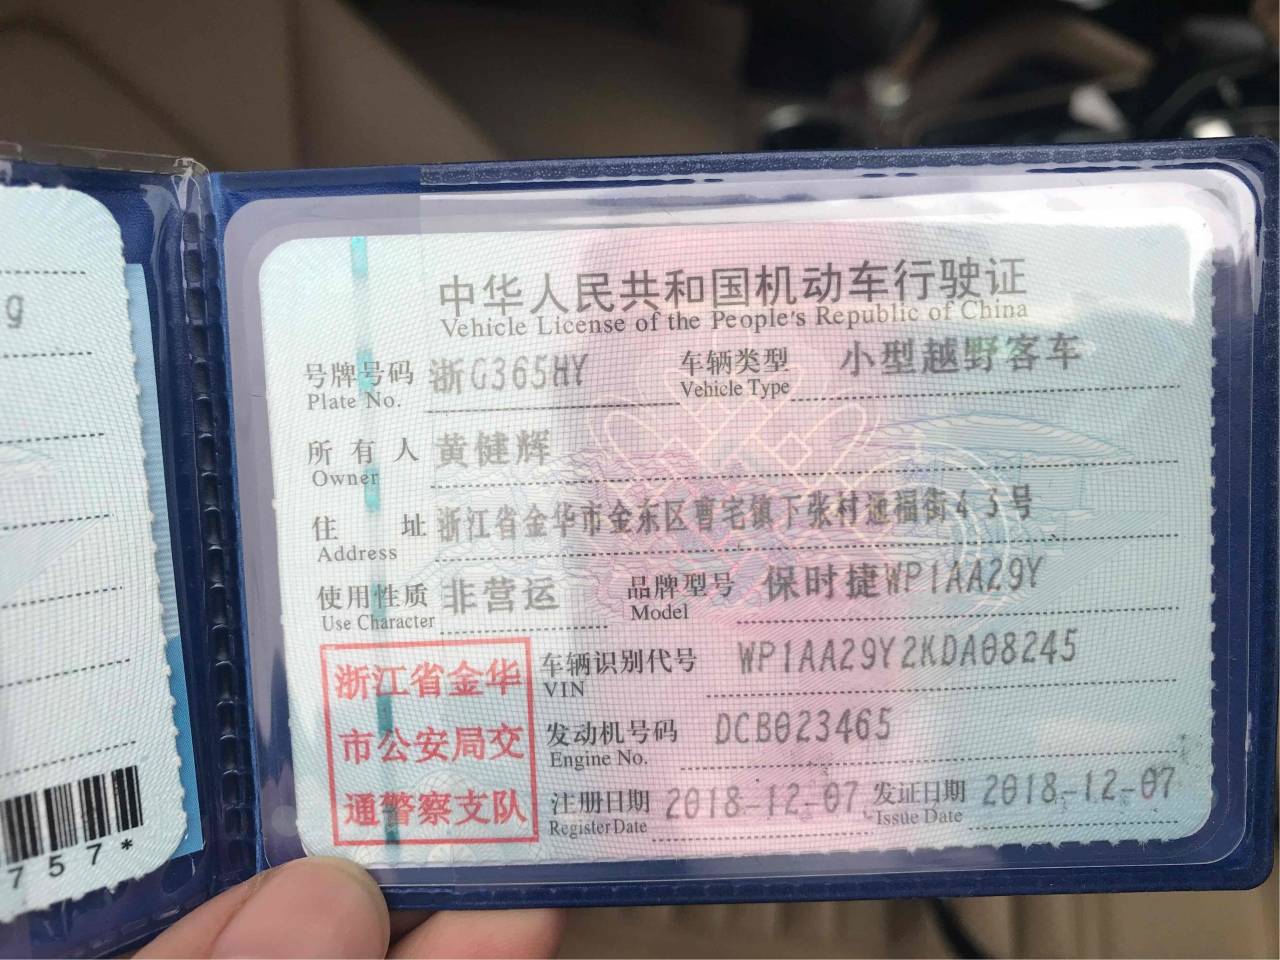 中华人民共和国机动车行驶证
Vehicle License of the People's Republic of China
号牌号码 浙G365HY 车辆类型 小型越野客车
Plate No. Vehicle Type
所有人 黄健辉
Owner
住址 浙江省金华市金东区曹宅镇下张村通福街43号
Address
使用性质 非营运 品牌型号 保时捷WP1AA29Y
Use Character Model
浙江省金华
市公安局交
通警察支队
车辆识别代号 WP1AA29Y2KDA08245
VIN
发动机号码 DCB023465
Engine No.
注册日期 2018-12-07 发证日期 2018-12-07
Register Date Issue Date
g
757*